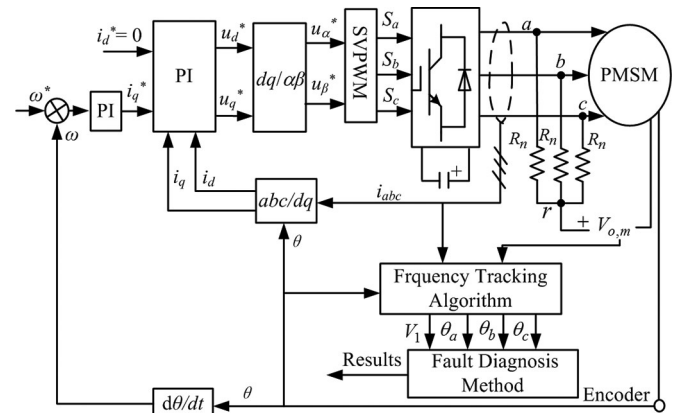 i_d*= 0
ω*
ω
PI
i_q*
PI
u_d*
u_q*
dq/αβ
u_α*
u_β*
SVPWM
S_a
S_b
S_c
+
a
b
c
PMSM
R_n
R_n
R_n
r
+ V_o,m
i_q
i_d
abc/dq
i_abc
θ
Frquency Tracking
Algorithm
V_1
θ_a
θ_b
θ_c
Results
Fault Diagnosis
Method
dθ/dt
θ
Encoder